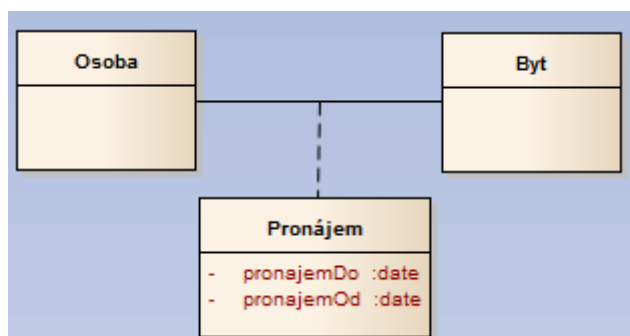 Osoba
Byt
Pronájem
- pronajemDo :date
- pronajemOd :date